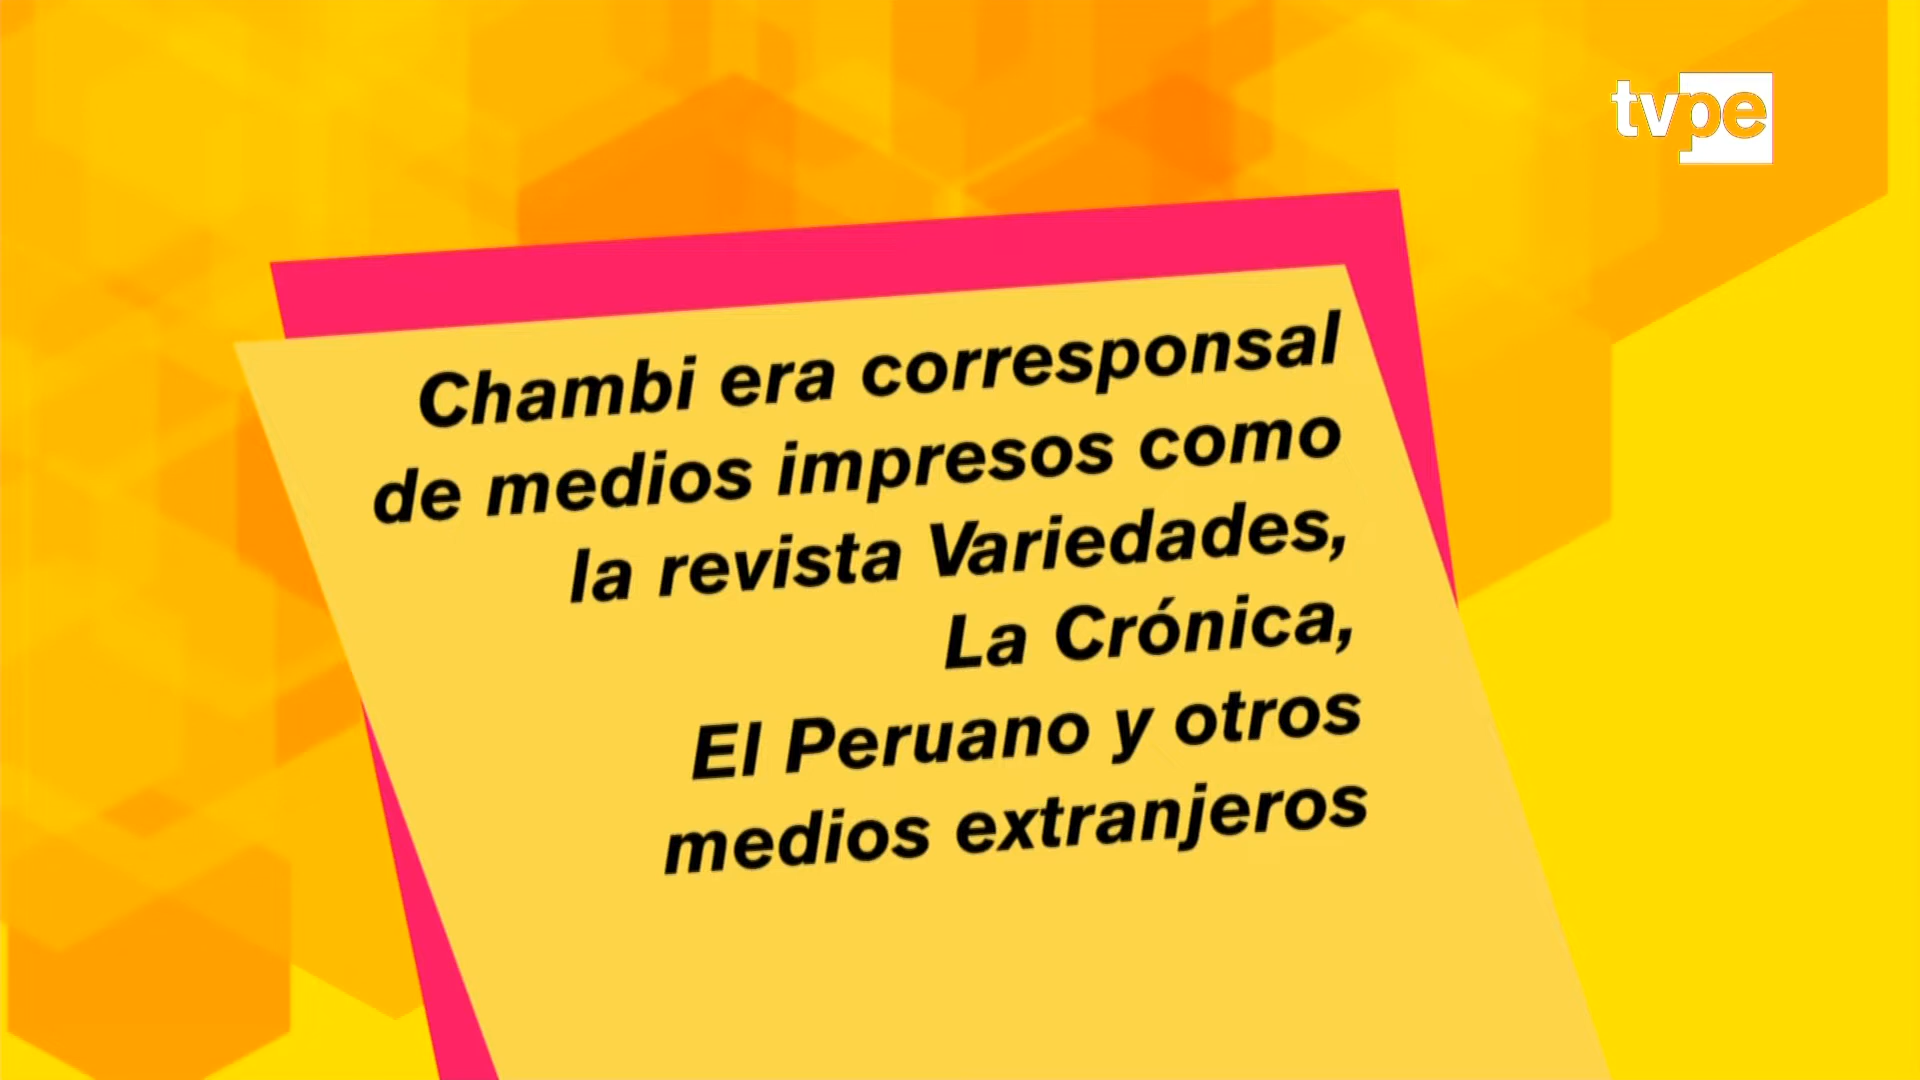 tvpe
Chambi era corresponsal
de medios impresos como
la revista Variedades,
La Crónica,
El Peruano y otros
medios extranjeros